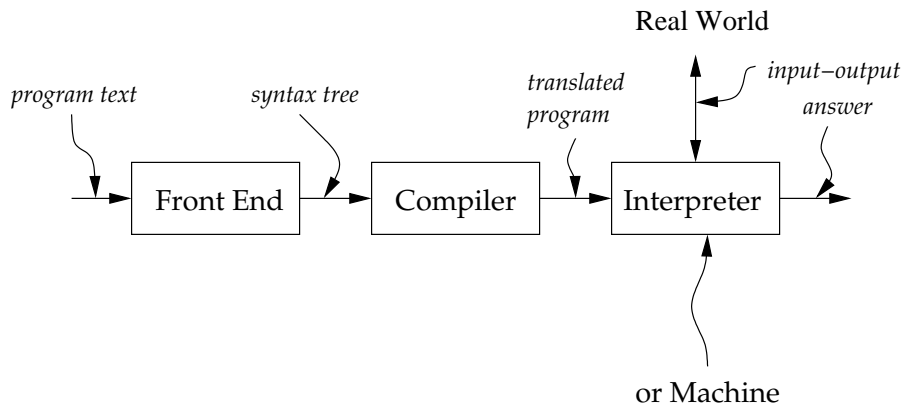 Real World
program text
syntax tree
translated
program
input–output
answer
Front End
Compiler
Interpreter
or Machine